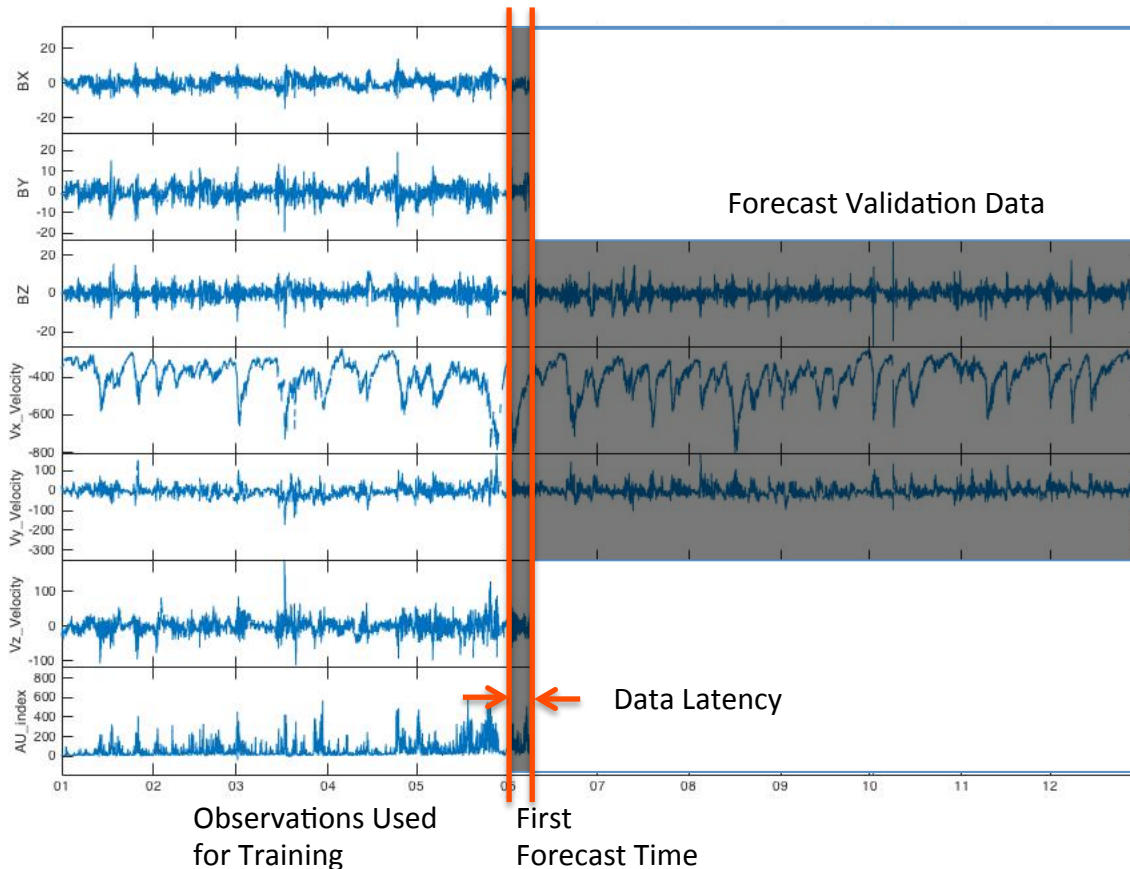 20
0
-20
BX
20
10
0
-10
-20
BY
Forecast Validation Data
20
0
-20
BZ
-400
-600
-800
Vx_Velocity
100
0
-100
-200
-300
Vy_Velocity
100
0
-100
Vz_Velocity
800
600
400
200
0
AU_index
Data Latency
01 02 03 04 05 06 07 08 09 10 11 12
Observations Used
for Training
First
Forecast Time